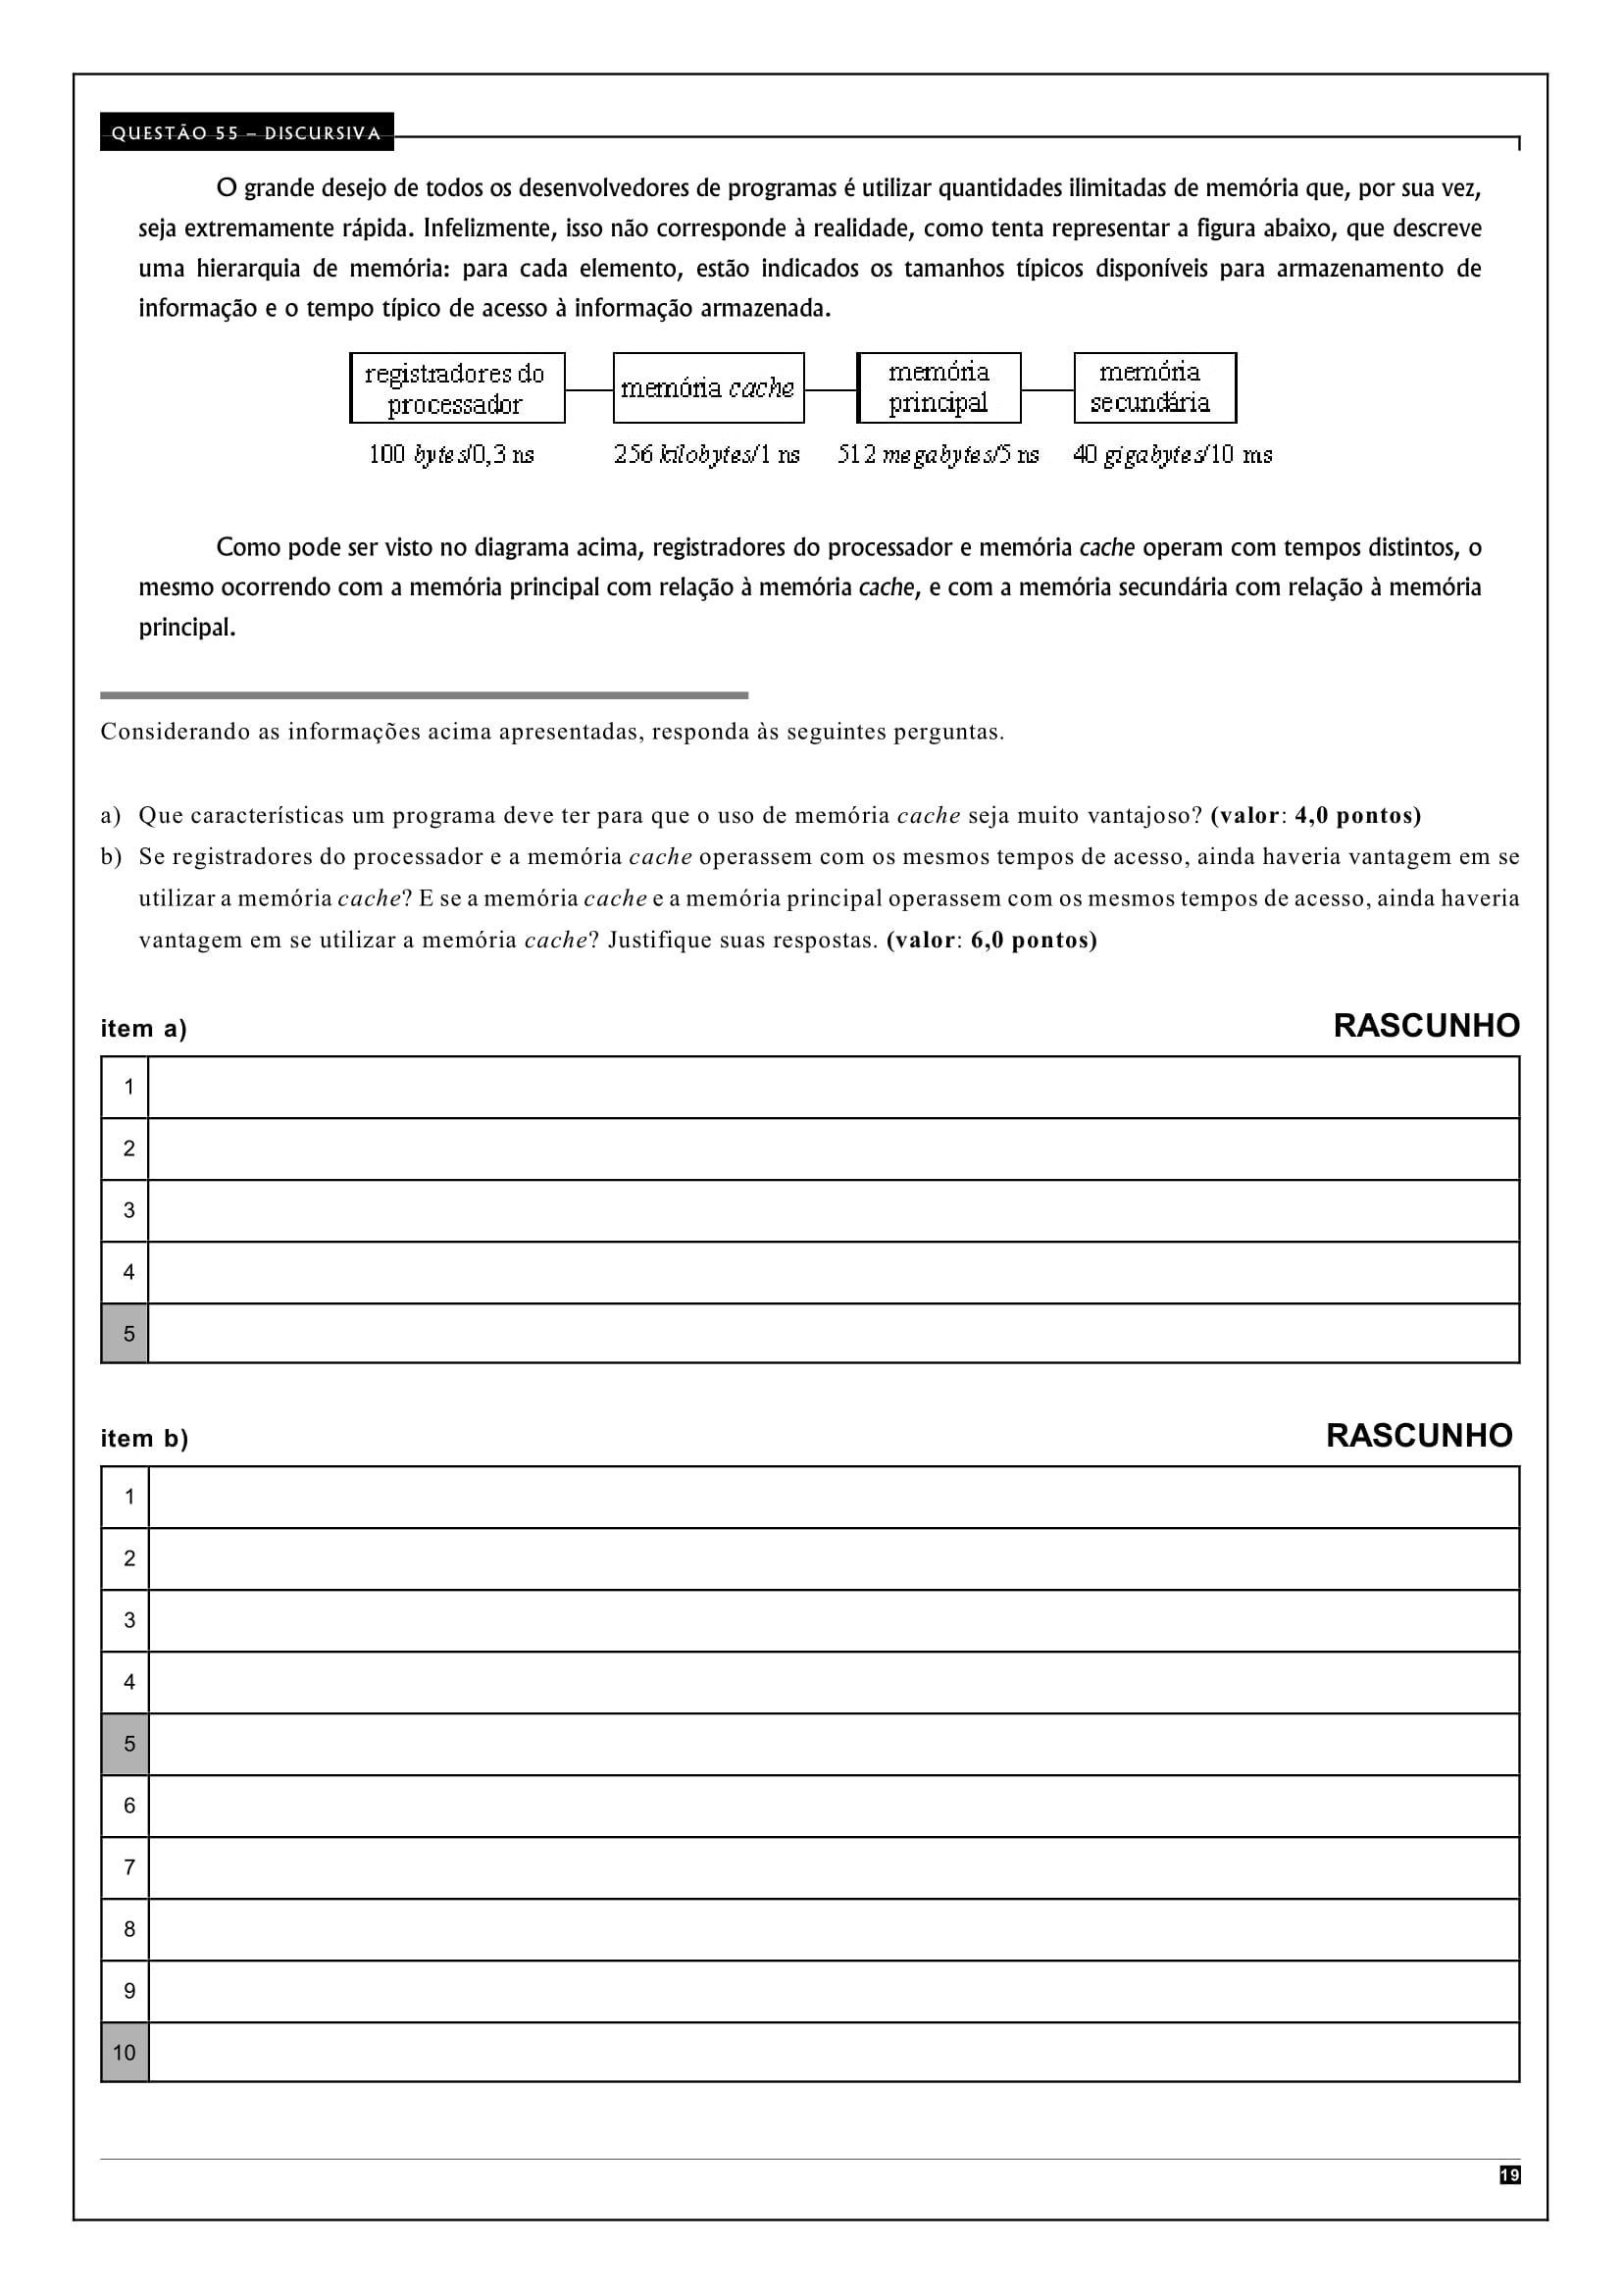 QUESTÃO 55 – DISCURSIVA
O grande desejo de todos os desenvolvedores de programas é utilizar quantidades ilimitadas de memória que, por sua vez,
seja extremamente rápida. Infelizmente, isso não corresponde à realidade, como tenta representar a figura abaixo, que descreve
uma hierarquia de memória: para cada elemento, estão indicados os tamanhos típicos disponíveis para armazenamento de
informação e o tempo típico de acesso à informação armazenada.
registradores do
processador
memória cache
memória
principal
memória
secundária
100 bytes/0,3 ns
256 kilobytes/1 ns
512 megabytes/5 ns
40 gigabytes/10 ms
Como pode ser visto no diagrama acima, registradores do processador e memória cache operam com tempos distintos, o
mesmo ocorrendo com a memória principal com relação à memória cache, e com a memória secundária com relação à memória
principal.
Considerando as informações acima apresentadas, responda às seguintes perguntas.
a) Que características um programa deve ter para que o uso de memória cache seja muito vantajoso? (valor: 4,0 pontos)
b) Se registradores do processador e a memória cache operassem com os mesmos tempos de acesso, ainda haveria vantagem em se
utilizar a memória cache? E se a memória cache e a memória principal operassem com os mesmos tempos de acesso, ainda haveria
vantagem em se utilizar a memória cache? Justifique suas respostas. (valor: 6,0 pontos)
item a)
RASCUNHO
1
2
3
4
5
item b)
RASCUNHO
1
2
3
4
5
6
7
8
9
10
19